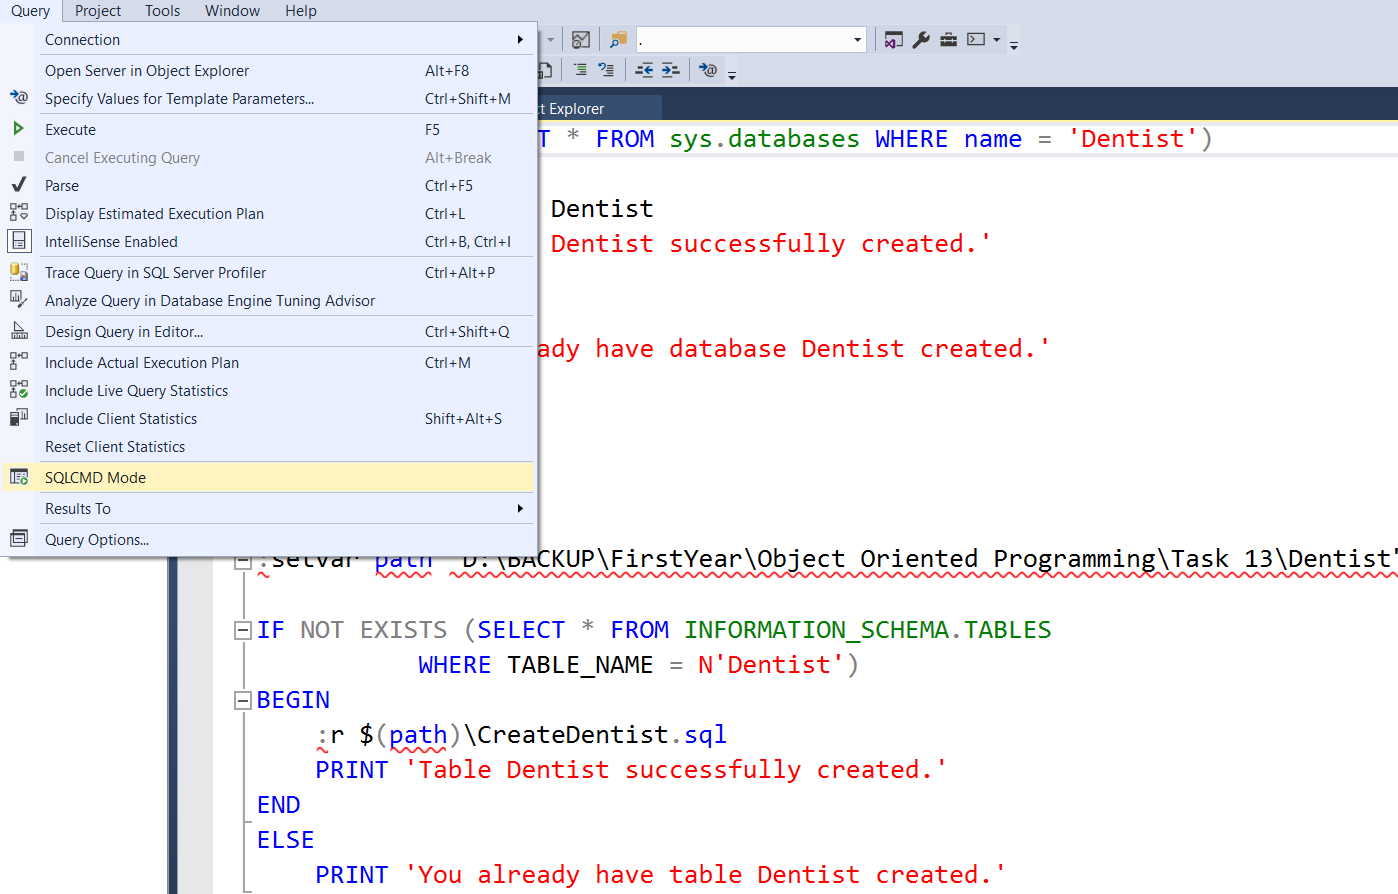 Query Project Tools Window Help
Connection
Open Server in Object Explorer Alt+F8
Specify Values for Template Parameters... Ctrl+Shift+M
Execute F5
Cancel Executing Query Alt+Break
Parse Ctrl+F5
Display Estimated Execution Plan Ctrl+L
IntelliSense Enabled Ctrl+B, Ctrl+I
Trace Query in SQL Server Profiler Ctrl+Alt+P
Analyze Query in Database Engine Tuning Advisor
Design Query in Editor... Ctrl+Shift+Q
Include Actual Execution Plan Ctrl+M
Include Live Query Statistics
Include Client Statistics Shift+Alt+S
Reset Client Statistics
SQLCMD Mode
Results To
Query Options...
.
ct Explorer
T * FROM sys.databases WHERE name = 'Dentist')
Dentist
Dentist successfully created.'
ady have database Dentist created.'
:setvar path "D:\BACKUP\FirstYear\Object Oriented Programming\Task 13\Dentist"
IF NOT EXISTS (SELECT * FROM INFORMATION_SCHEMA.TABLES
WHERE TABLE_NAME = N'Dentist')
BEGIN
:r $(path)\CreateDentist.sql
PRINT 'Table Dentist successfully created.'
END
ELSE
PRINT 'You already have table Dentist created.'